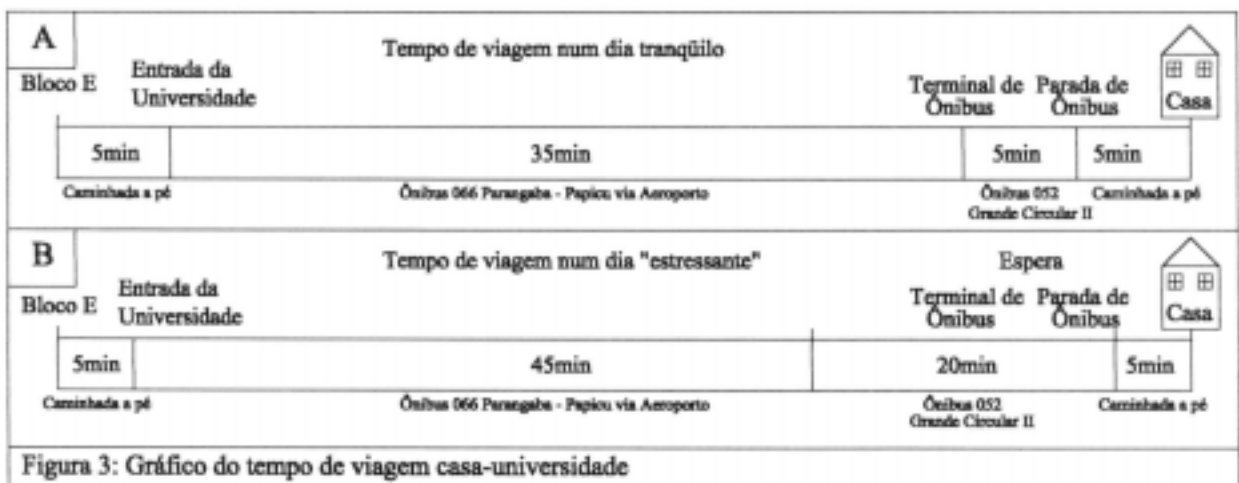 A
Tempo de viagem num dia tranqüilo
Bloco E
Entrada da
Universidade
Terminal de
Ônibus
Parada de
Ônibus
Casa
5min
35min
5min
5min
Caminhada a pé
Ônibus 066 Parangaba - Papicu via Aeroporto
Ônibus 052
Grande Circular II
Caminhada a pé
B
Tempo de viagem num dia "estressante"
Espera
Bloco E
Entrada da
Universidade
Terminal de
Ônibus
Parada de
Ônibus
Casa
5min
45min
20min
5min
Caminhada a pé
Ônibus 066 Parangaba - Papicu via Aeroporto
Ônibus 052
Grande Circular II
Caminhada a pé
Figura 3: Gráfico do tempo de viagem casa-universidade